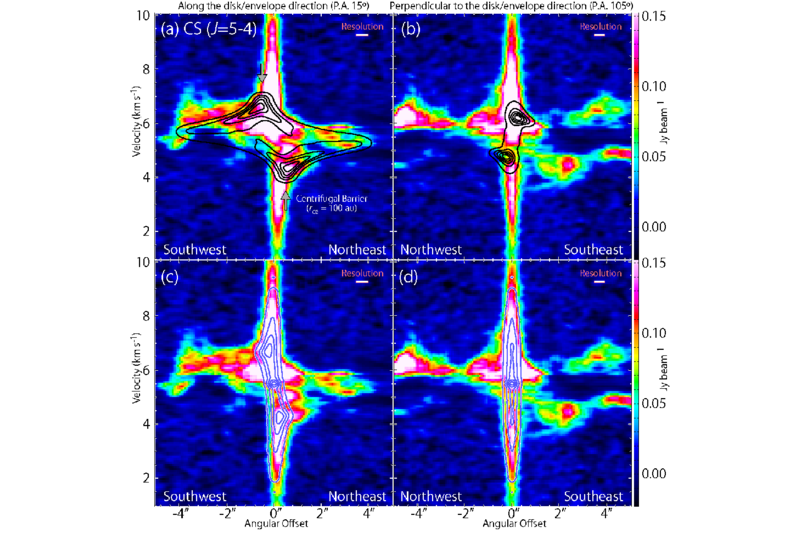 Along the disk/envelope direction (P.A. 15º)
Perpendicular to the disk/envelope direction (P.A. 105º)
(a) CS (J=5-4)
Resolution
(b)
Resolution
Centrifugal Barrier
(rCB = 100 au)
Southwest
Northeast
Northwest
Southeast
10
8
6
4
2
Velocity (km s-1)
0.15
0.10
0.05
0.00
Jy beam-1
(c)
Resolution
(d)
Resolution
Southwest
Northeast
Northwest
Southeast
10
8
6
4
2
Velocity (km s-1)
0.15
0.10
0.05
0.00
Jy beam-1
-4″ -2″ 0″ 2″ 4″
Angular Offset
-4″ -2″ 0″ 2″ 4″
Angular Offset